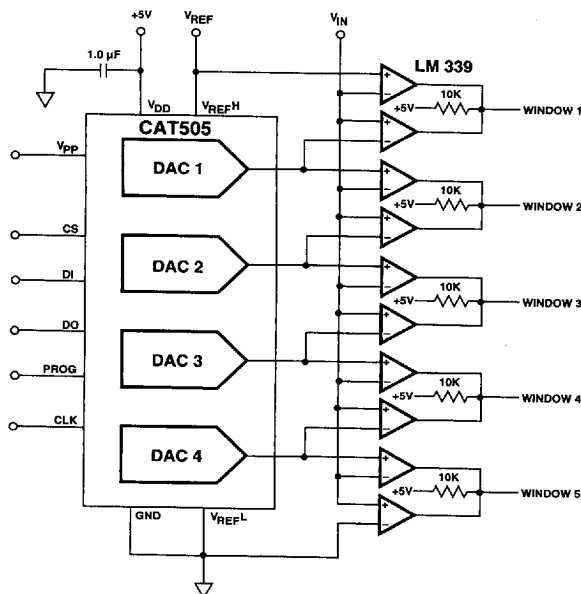 +5V
VREF
VIN
1.0 µF
LM 339
VDD
VREFH
CAT505
VPP
CS
DI
DO
PROG
CLK
DAC 1
DAC 2
DAC 3
DAC 4
GND
VREFL
+
−
+5V
10K
+
−
WINDOW 1
+
−
+5V
10K
+
−
WINDOW 2
+
−
+5V
10K
+
−
WINDOW 3
+
−
+5V
10K
+
−
WINDOW 4
+
−
+5V
10K
+
−
WINDOW 5